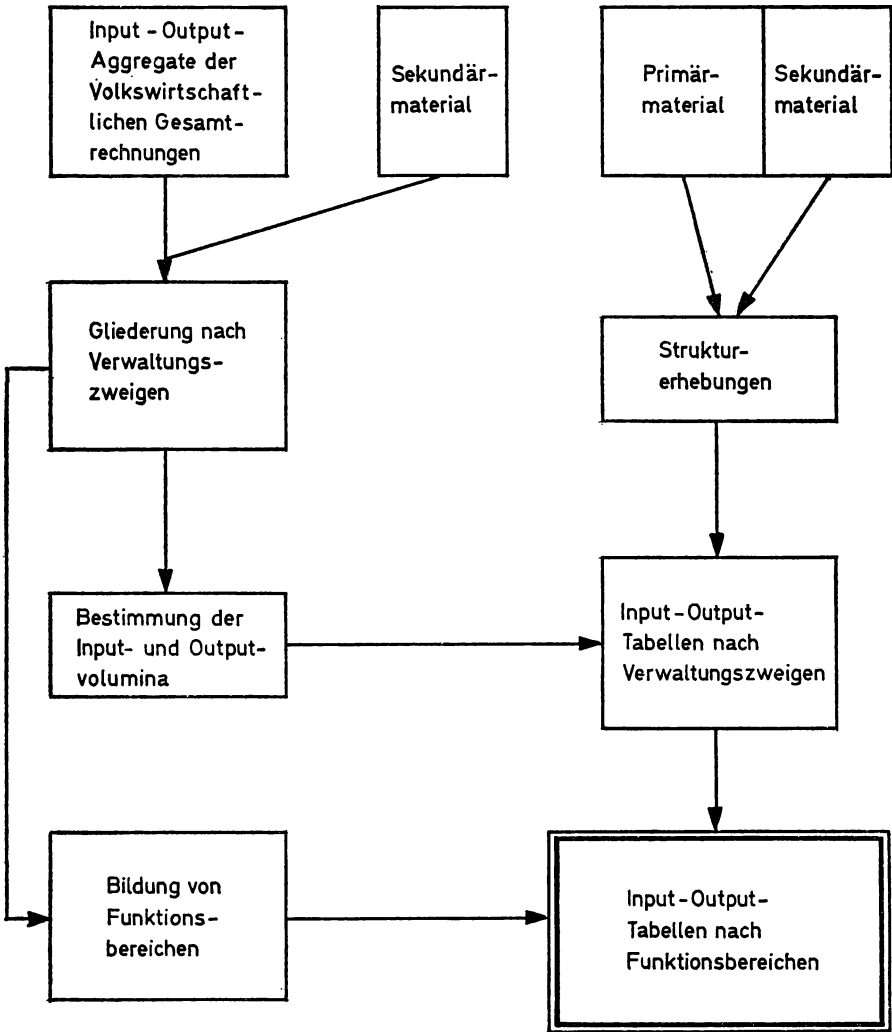 Input - Output -
Aggregate der
Volkswirtschaft -
lichen Gesamt -
rechnungen
Sekundär -
material
Primär -
material
Sekundär -
material
Gliederung nach
Verwaltungs -
zweigen
Struktur -
erhebungen
Bestimmung der
Input - und Output -
volumina
Input - Output -
Tabellen nach
Verwaltungszweigen
Bildung von
Funktions -
bereichen
Input - Output -
Tabellen nach
Funktionsbereichen